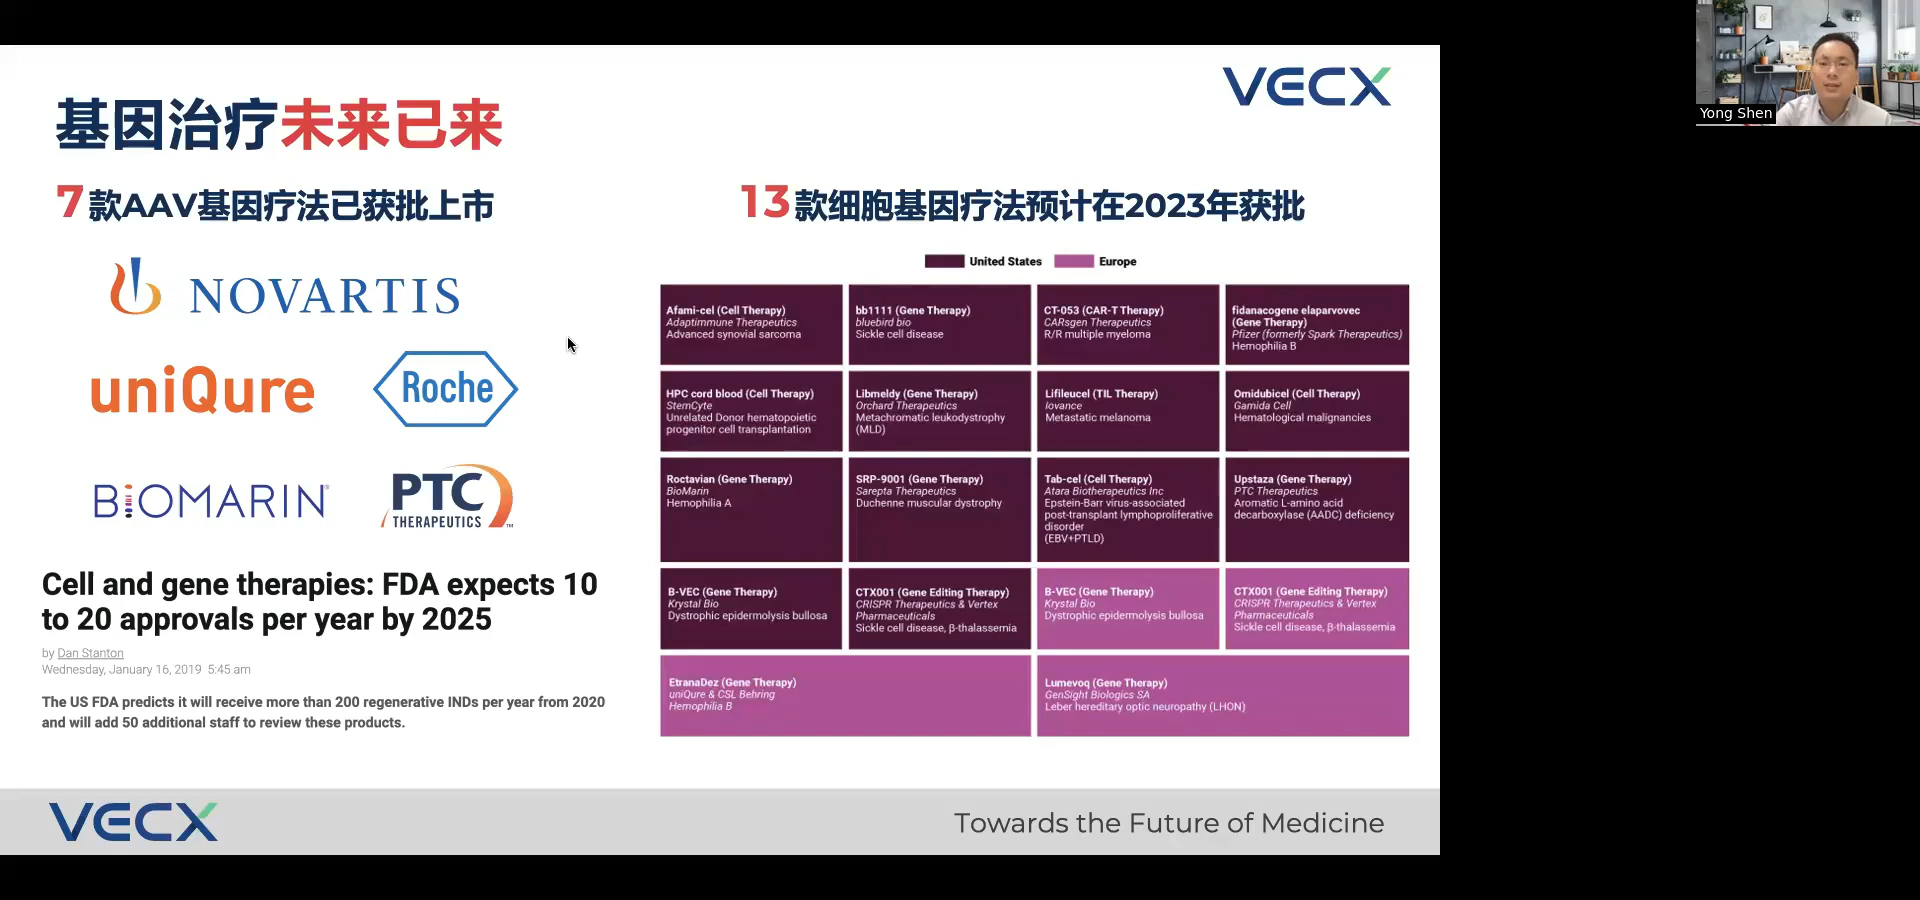 VECX
Yong Shen
基因治疗未来已来
7款AAV基因疗法已获批上市
NOVARTIS
uniQure
Roche
BIOMARIN®
PTC
THERAPEUTICS™
Cell and gene therapies: FDA expects 10
to 20 approvals per year by 2025
by Dan Stanton
Wednesday, January 16, 2019 5:45 am
The US FDA predicts it will receive more than 200 regenerative INDs per year from 2020
and will add 50 additional staff to review these products.
13款细胞基因疗法预计在2023年获批
United States
Europe
Afami-cel (Cell Therapy)
Adaptimmune Therapeutics
Advanced synovial sarcoma
bb1111 (Gene Therapy)
bluebird bio
Sickle cell disease
CT-053 (CAR-T Therapy)
CARsgen Therapeutics
R/R multiple myeloma
fidanacogene elaparvovec
(Gene Therapy)
Pfizer (formerly Spark Therapeutics)
Hemophilia B
HPC cord blood (Cell Therapy)
StemCyte
Unrelated Donor hematopoietic
progenitor cell transplantation
Libmeldy (Gene Therapy)
Orchard Therapeutics
Metachromatic leukodystrophy
(MLD)
Lifileucel (TIL Therapy)
Iovance
Metastatic melanoma
Omidubicel (Cell Therapy)
Gamida Cell
Hematological malignancies
Roctavian (Gene Therapy)
BioMarin
Hemophilia A
SRP-9001 (Gene Therapy)
Sarepta Therapeutics
Duchenne muscular dystrophy
Tab-cel (Cell Therapy)
Atara Biotherapeutics Inc
Epstein-Barr virus-associated
post-transplant lymphoproliferative
disorder
(EBV+PTLD)
Upstaza (Gene Therapy)
PTC Therapeutics
Aromatic L-amino acid
decarboxylase (AADC) deficiency
B-VEC (Gene Therapy)
Krystal Bio
Dystrophic epidermolysis bullosa
CTX001 (Gene Editing Therapy)
CRISPR Therapeutics & Vertex
Pharmaceuticals
Sickle cell disease, β-thalassemia
B-VEC (Gene Therapy)
Krystal Bio
Dystrophic epidermolysis bullosa
CTX001 (Gene Editing Therapy)
CRISPR Therapeutics & Vertex
Pharmaceuticals
Sickle cell disease, β-thalassemia
EtranaDez (Gene Therapy)
uniQure & CSL Behring
Hemophilia B
Lumevoq (Gene Therapy)
GenSight Biologics SA
Leber hereditary optic neuropathy (LHON)
VECX
Towards the Future of Medicine